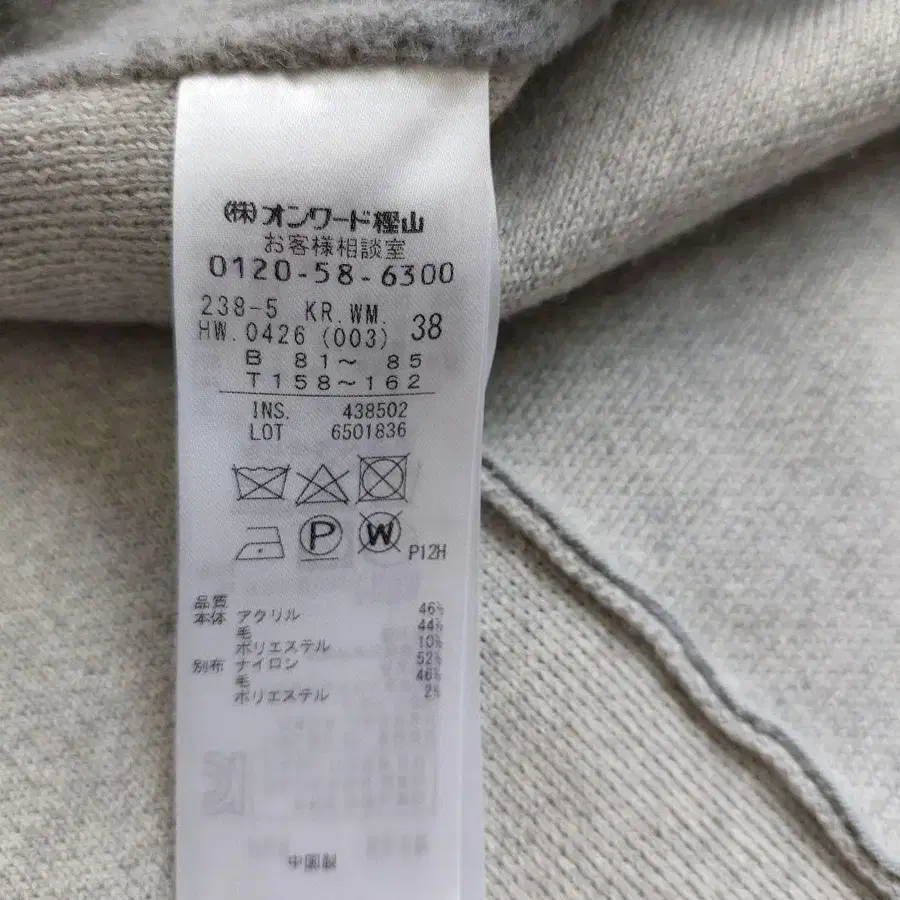 (株)オンワード樫山
お客様相談室
0120-58-6300
238-5 KR.WM.
HW.0426 (003) 38
B 81〜 85
T158〜162
INS. 438502
LOT 6501836
P
W
P12H
品質
本体 アクリル 46%
毛 44%
ポリエステル 10%
別布 ナイロン 52%
毛 46%
ポリエステル 2%